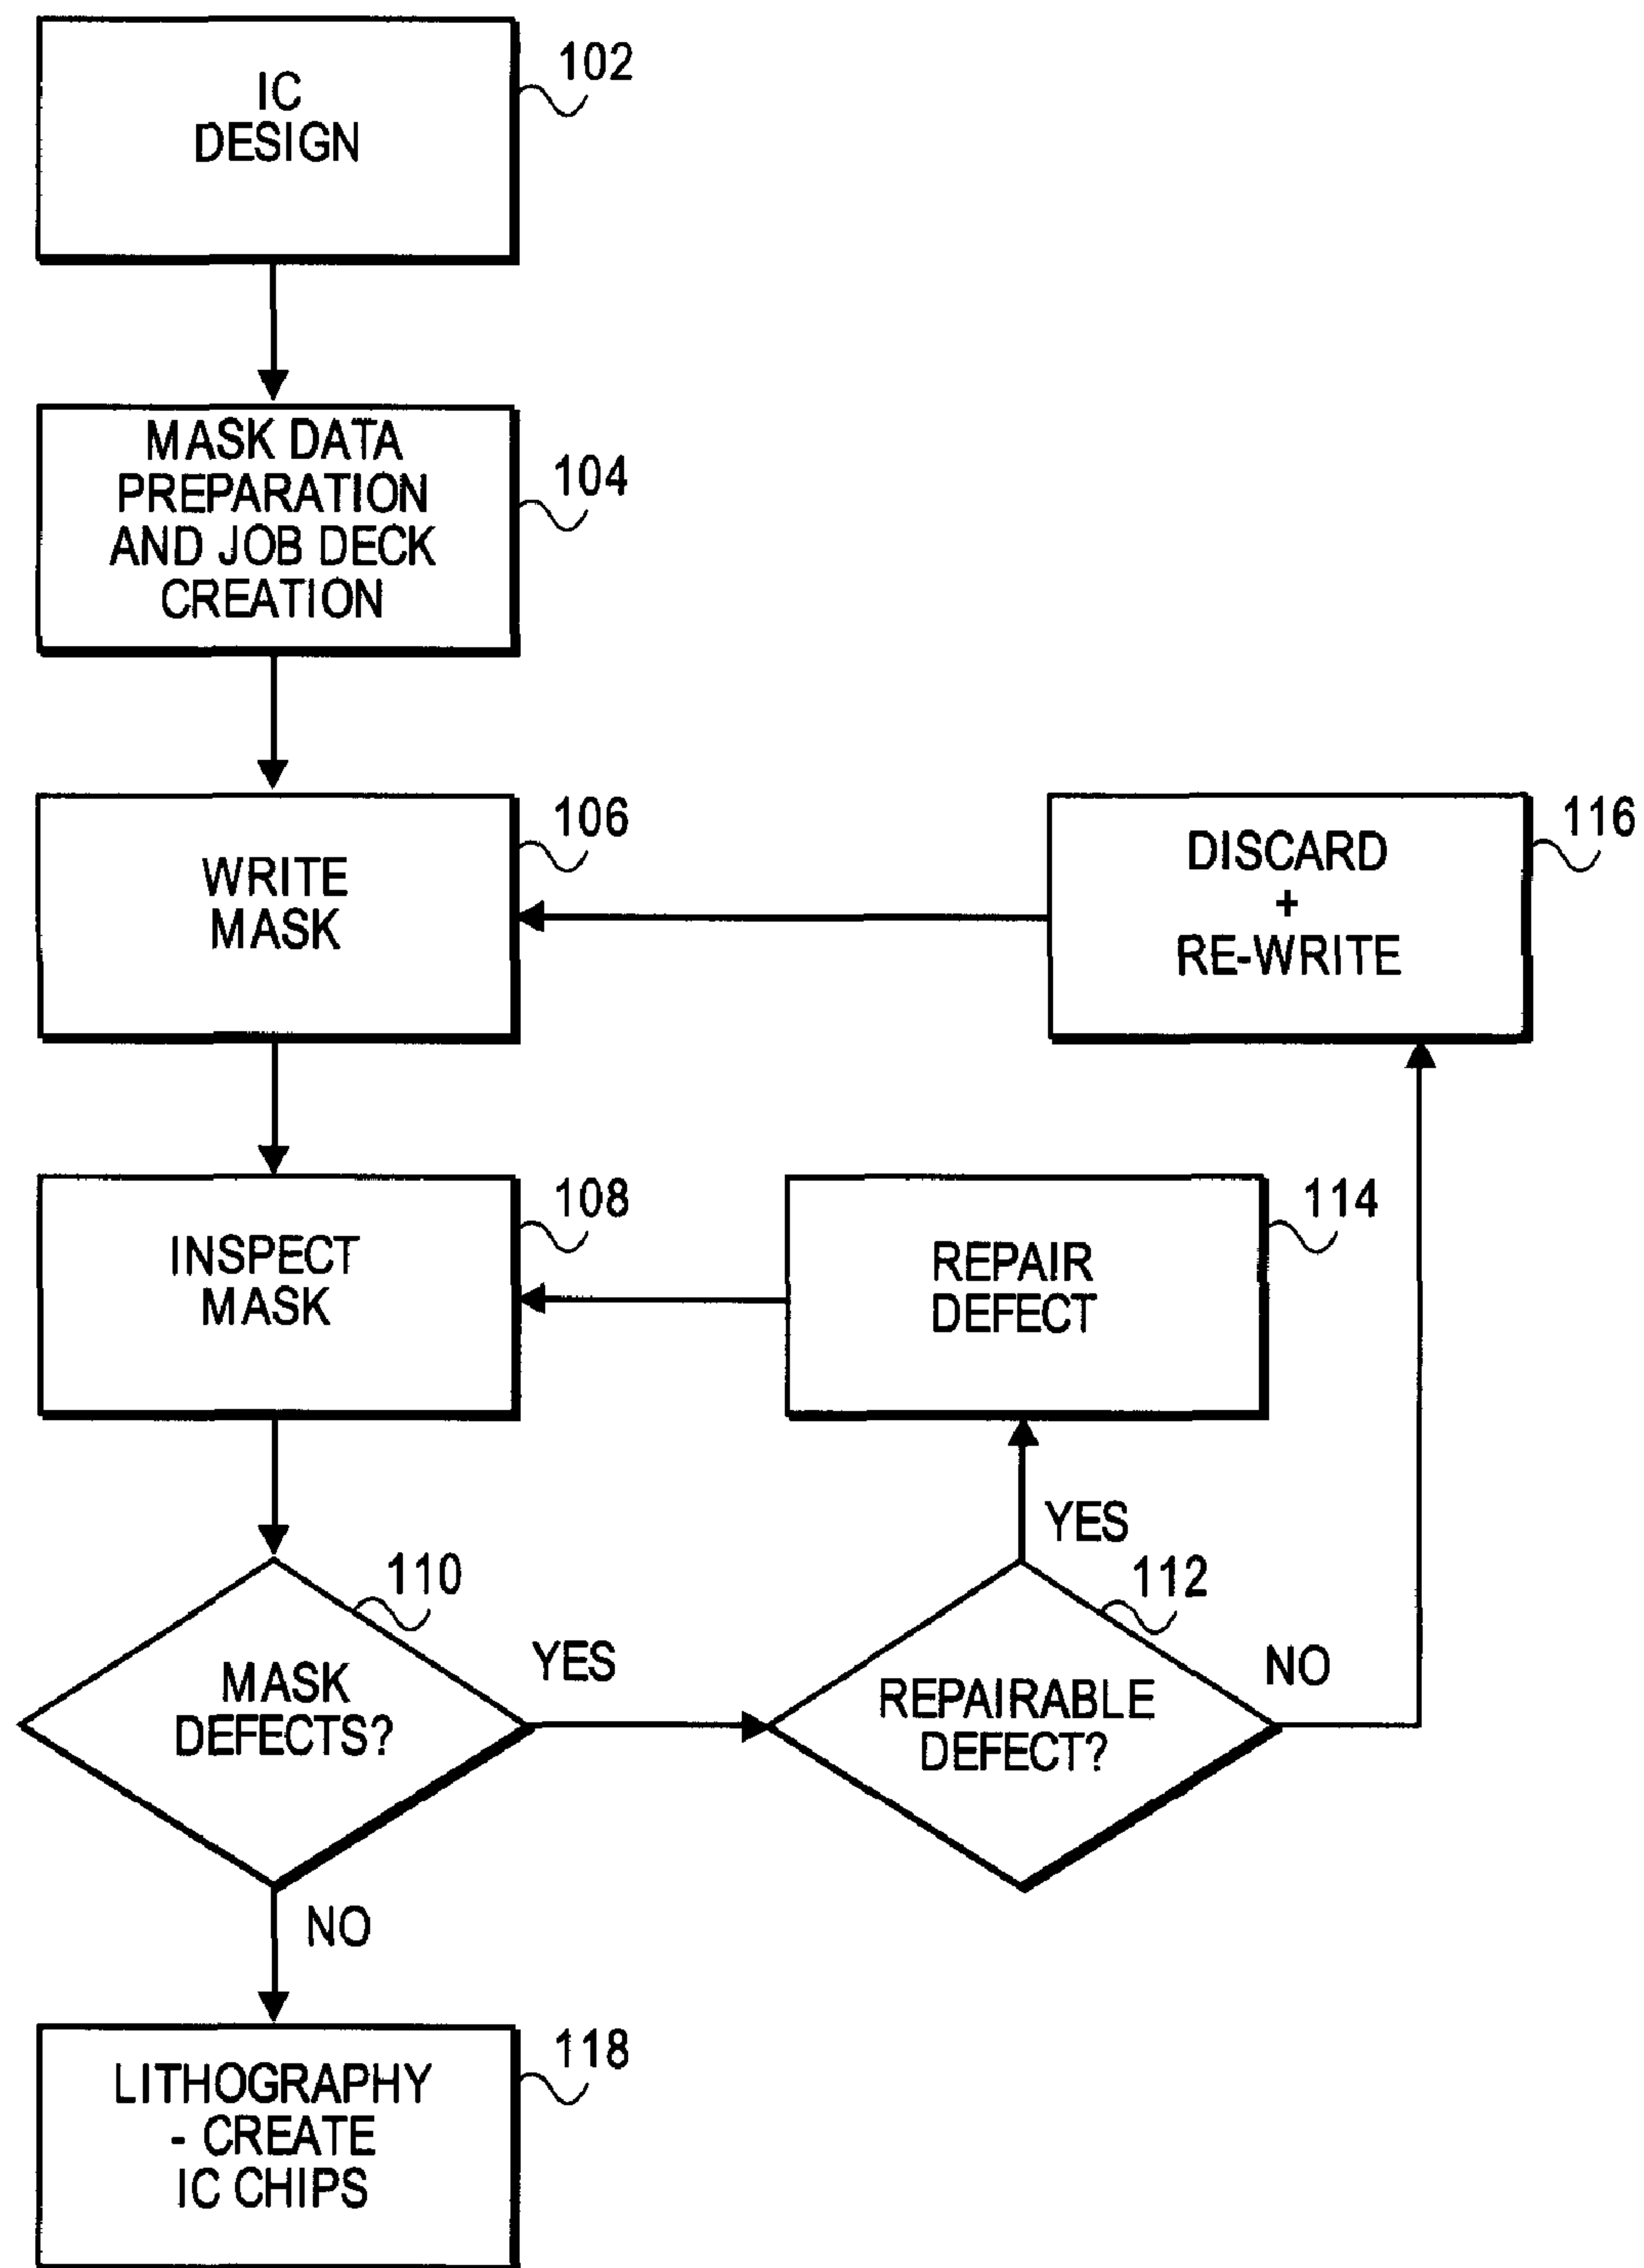 IC
DESIGN
102
MASK DATA
PREPARATION
AND JOB DECK
CREATION
104
WRITE
MASK
106
DISCARD
+
RE-WRITE
116
INSPECT
MASK
108
REPAIR
DEFECT
114
MASK
DEFECTS?
110
YES
REPAIRABLE
DEFECT?
112
YES
NO
NO
LITHOGRAPHY
- CREATE
IC CHIPS
118